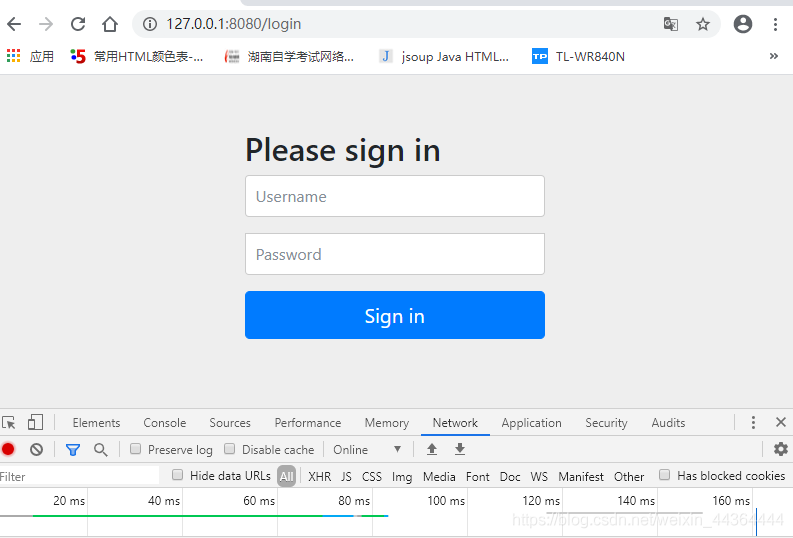 127.0.0.1:8080/login
应用 常用HTML颜色表-... 湖南自学考试网络... J jsoup Java HTML... TP TL-WR840N »
Please sign in
Username
Password
Sign in
Elements Console Sources Performance Memory Network Application Security Audits
Preserve log Disable cache Online
Filter Hide data URLs All XHR JS CSS Img Media Font Doc WS Manifest Other Has blocked cookies
20 ms 40 ms 60 ms 80 ms 100 ms 120 ms 140 ms 160 ms
https://blog.csdn.net/weixin_44364444